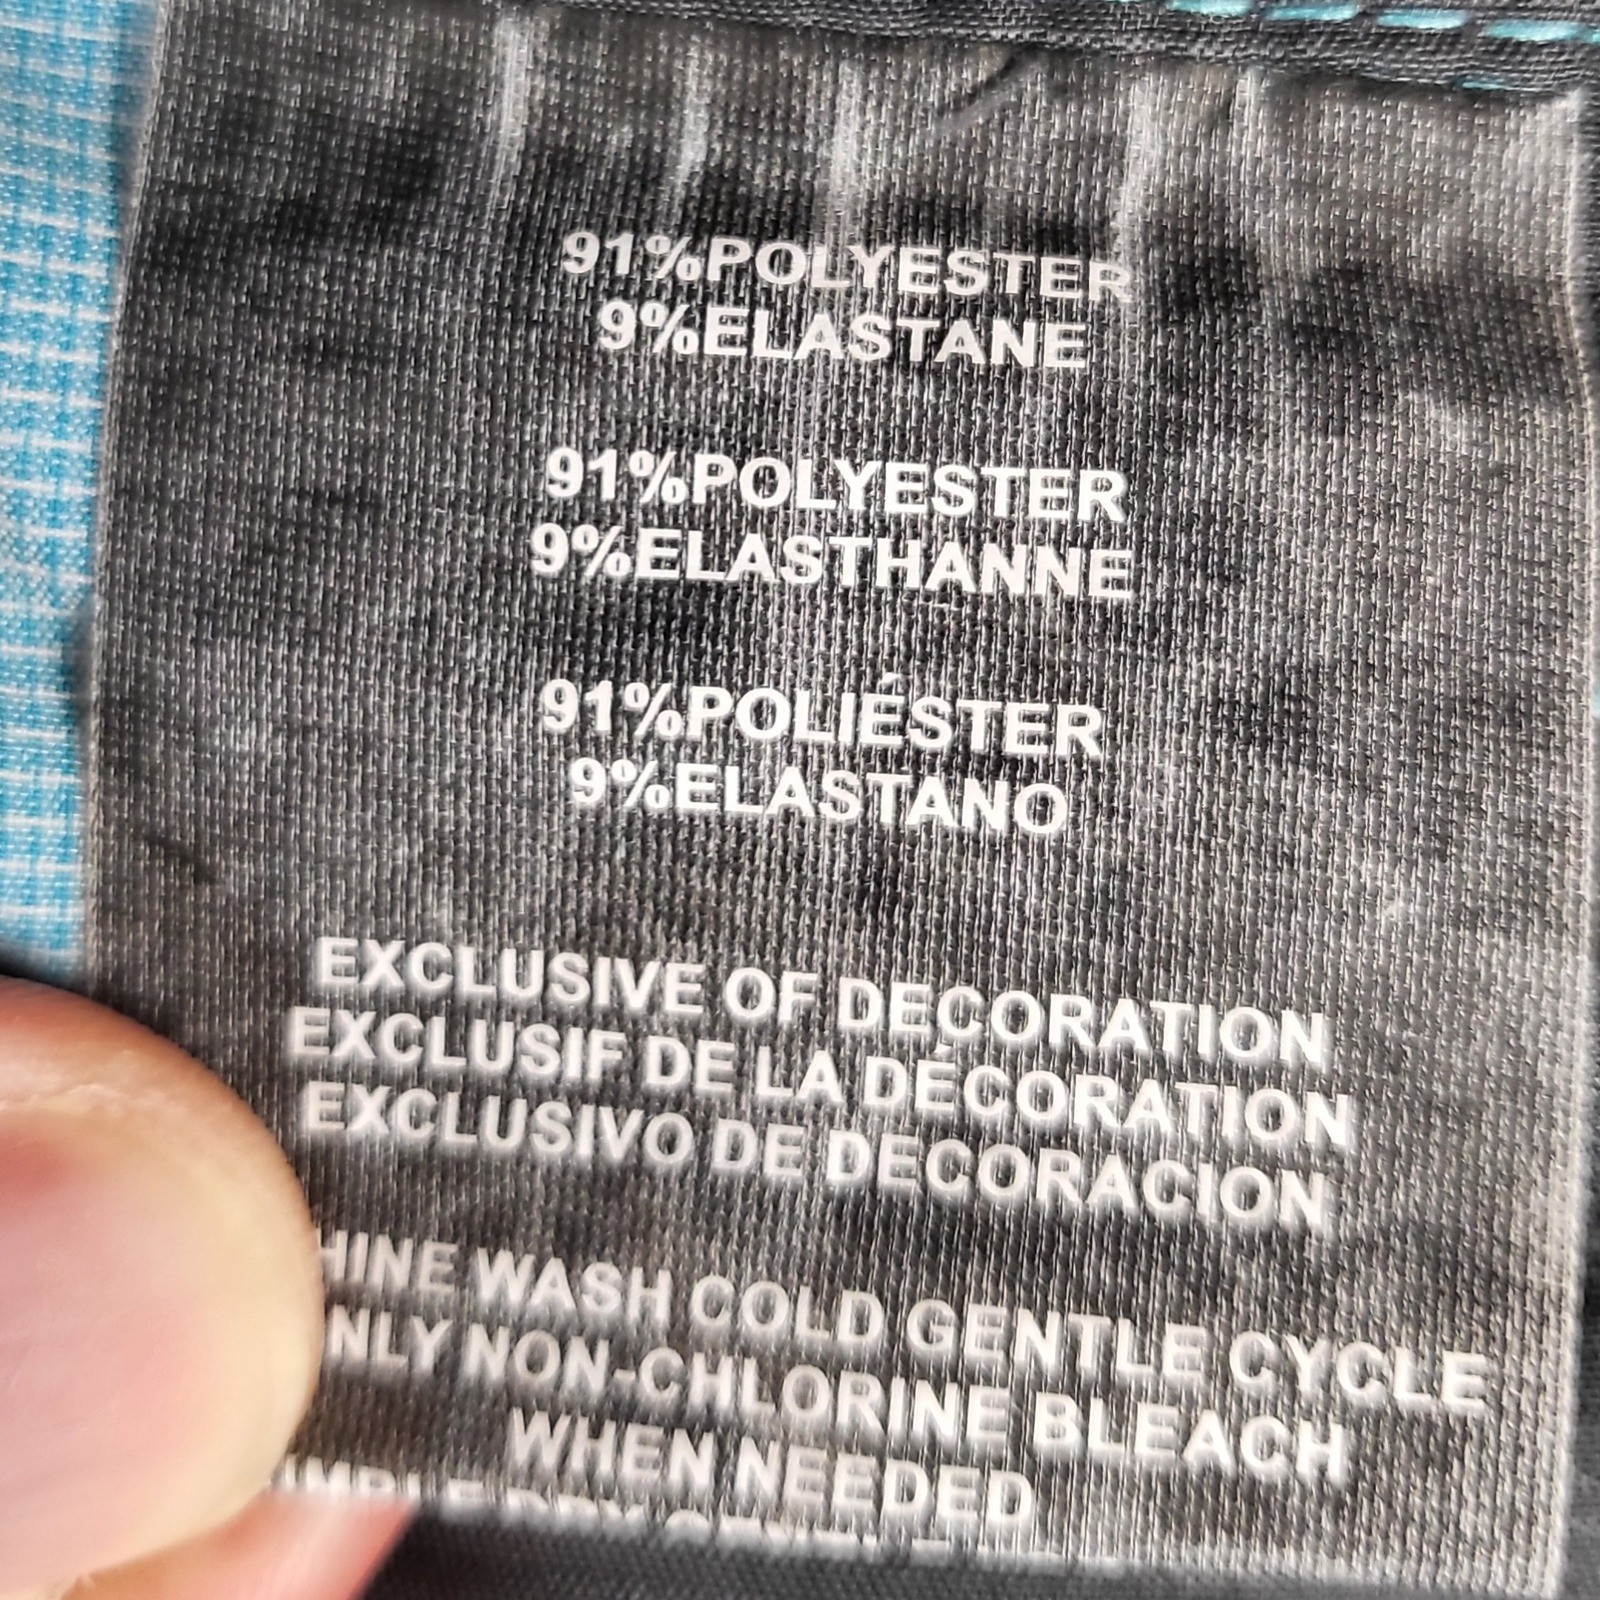 91%POLYESTER
9%ELASTANE
91%POLYESTER
9%ELASTHANNE
91%POLIÉSTER
9%ELASTANO
EXCLUSIVE OF DECORATION
EXCLUSIF DE LA DÉCORATION
EXCLUSIVO DE DECORACION
HINE WASH COLD GENTLE CYCLE
NLY NON-CHLORINE BLEACH
WHEN NEEDED